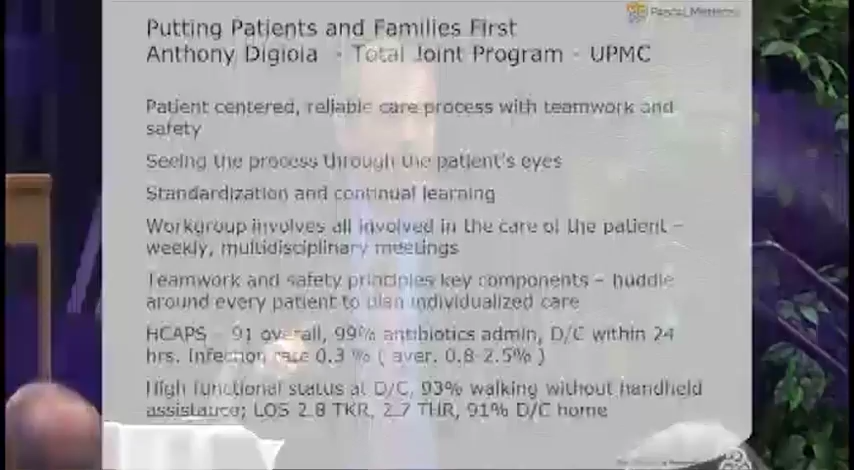 Putting Patients and Families First
Anthony Digioia - Total Joint Program - UPMC
Patient centered, reliable care process with teamwork and
safety
Seeing the process through the patient's eyes
Standardization and continual learning
Workgroup involves all involved in the care of the patient –
weekly, multidisciplinary meetings
Teamwork and safety principles key components – huddle
around every patient to plan individualized care
HCAPS – 91 overall, 99% antibiotics admin, D/C within 24
hrs. Infection rate 0.3 % ( aver. 0.8-2.5% )
High functional status at D/C, 93% walking without handheld
assistance; LOS 2.8 TKR, 2.7 THR, 91% D/C home